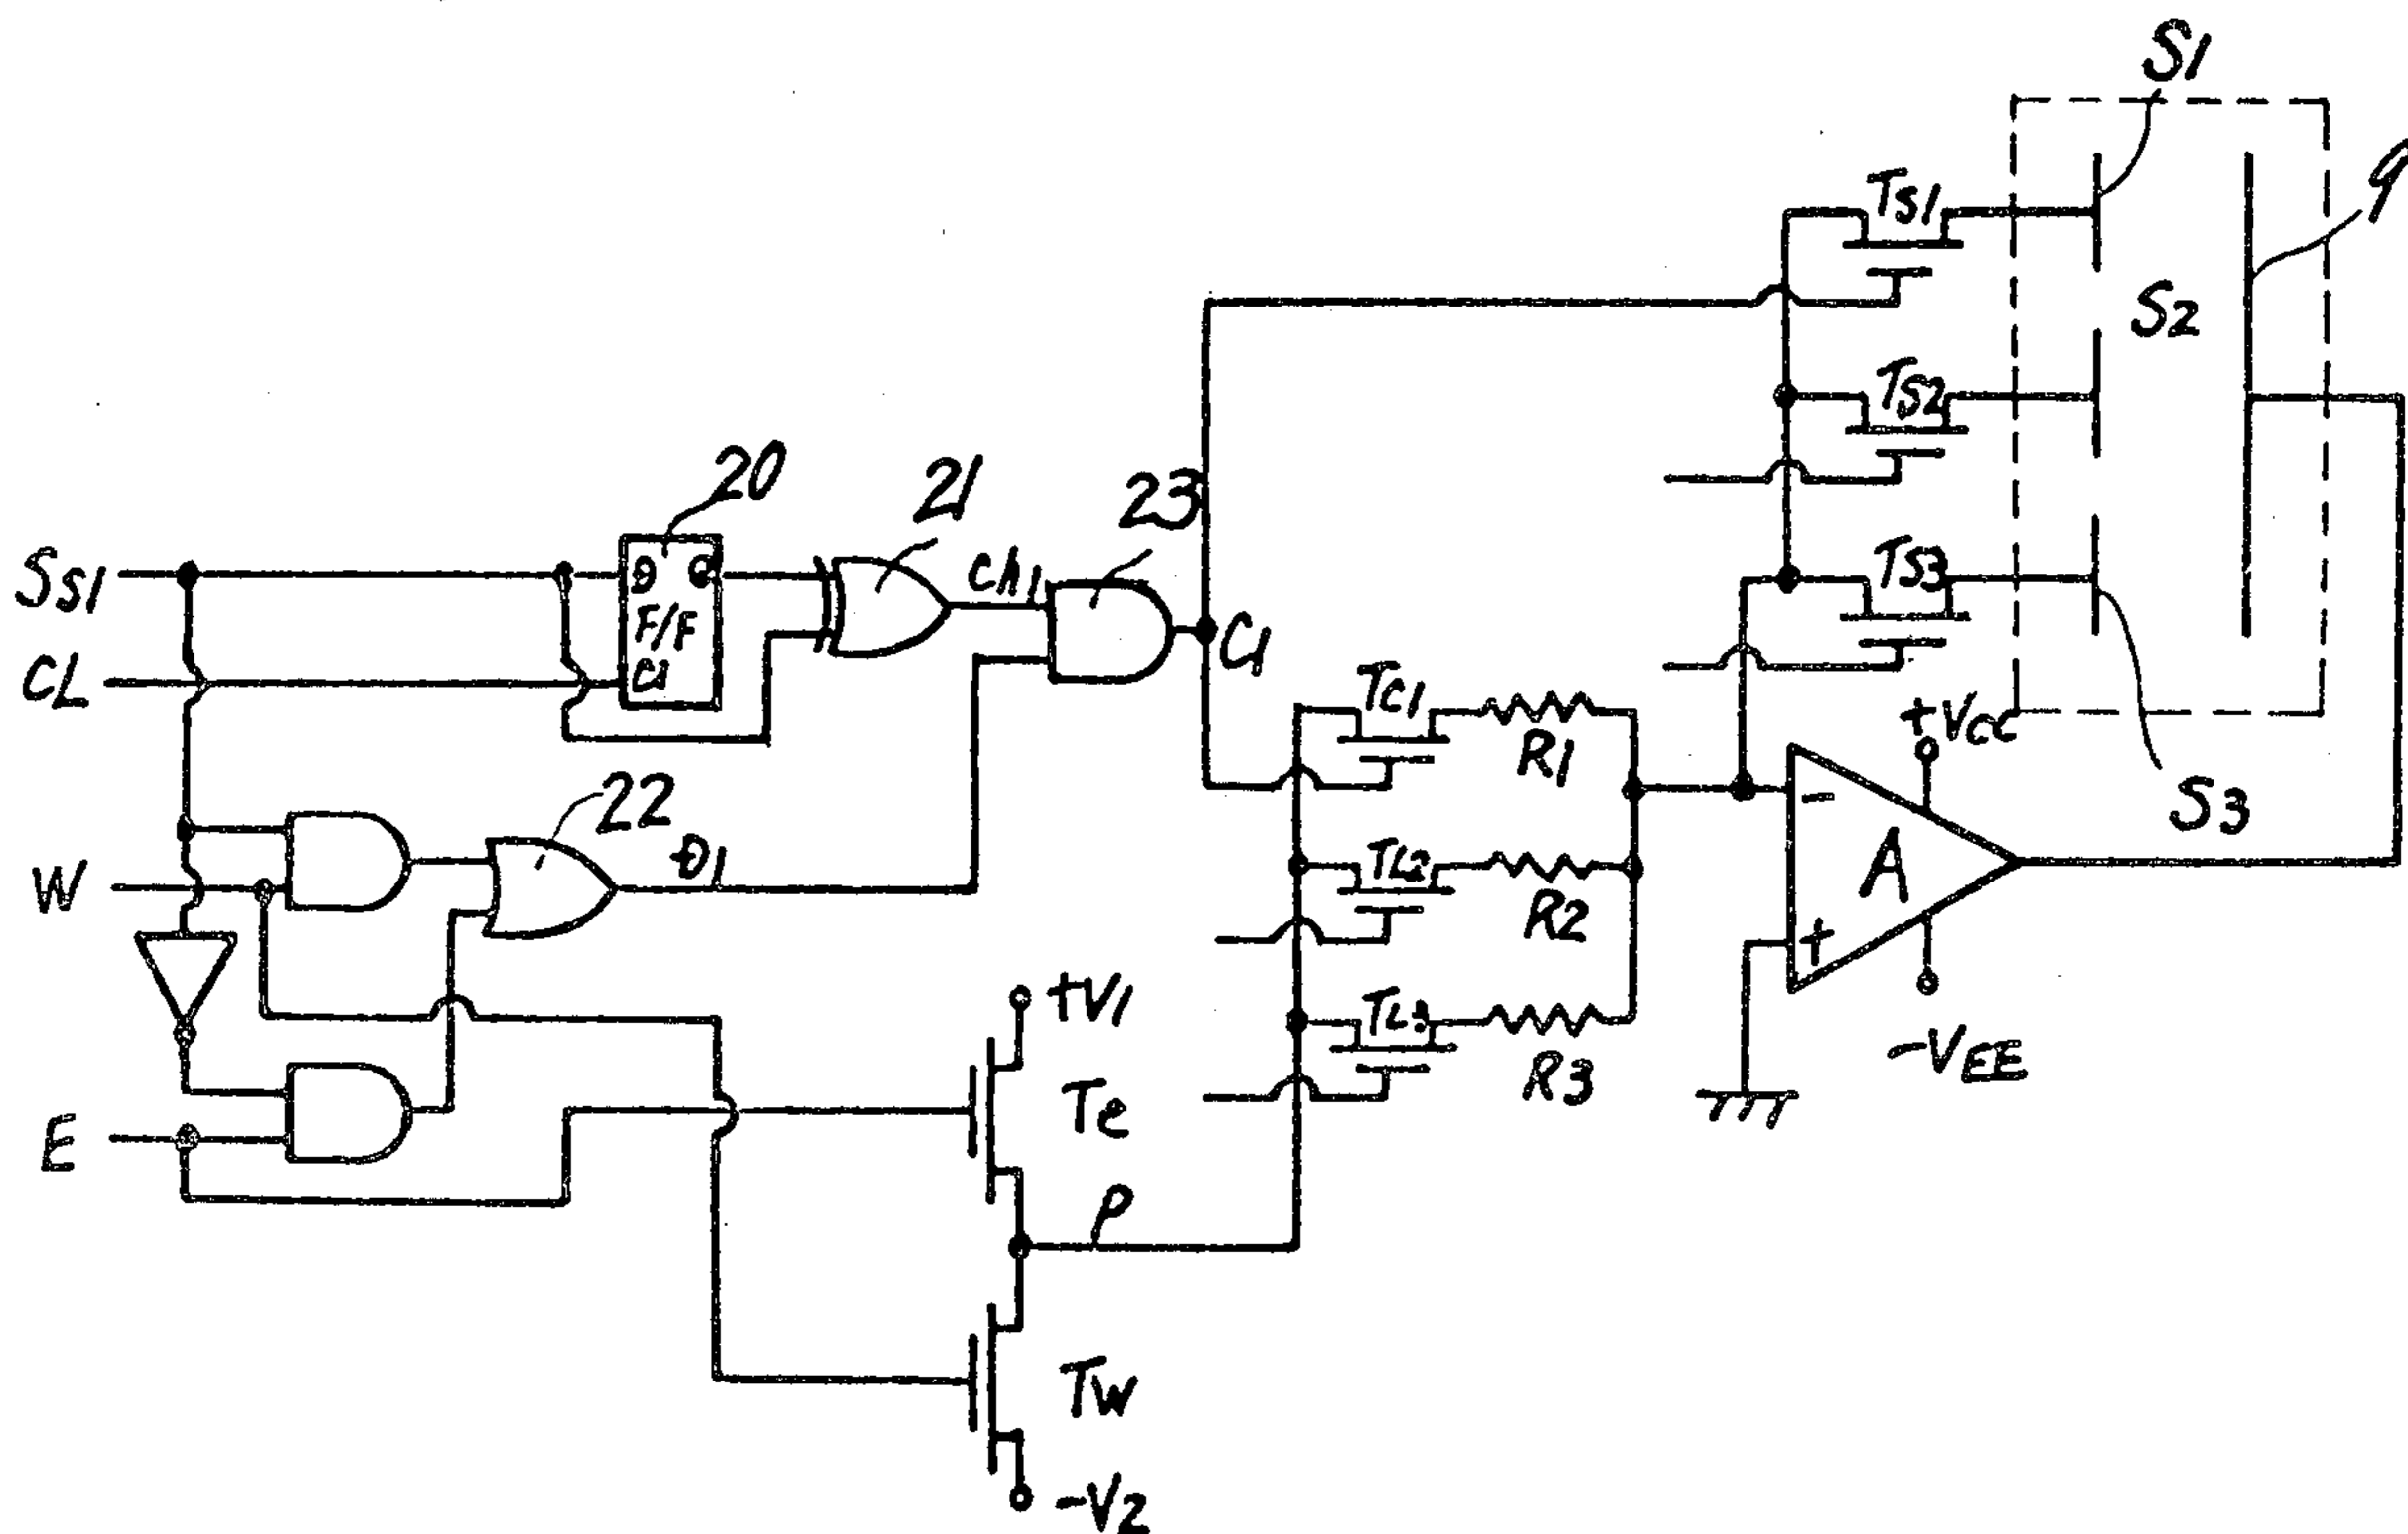 S1
9
TS1
S2
TS2
20
21
23
TS3
SS1
D Q
F/F
Cl
Ch1
C1
CL
TC1
R1
+VCC
S3
22
D1
W
TL2
R2
A
-
+
+V1
TL3
R3
-VEE
Te
E
P
TW
-V2